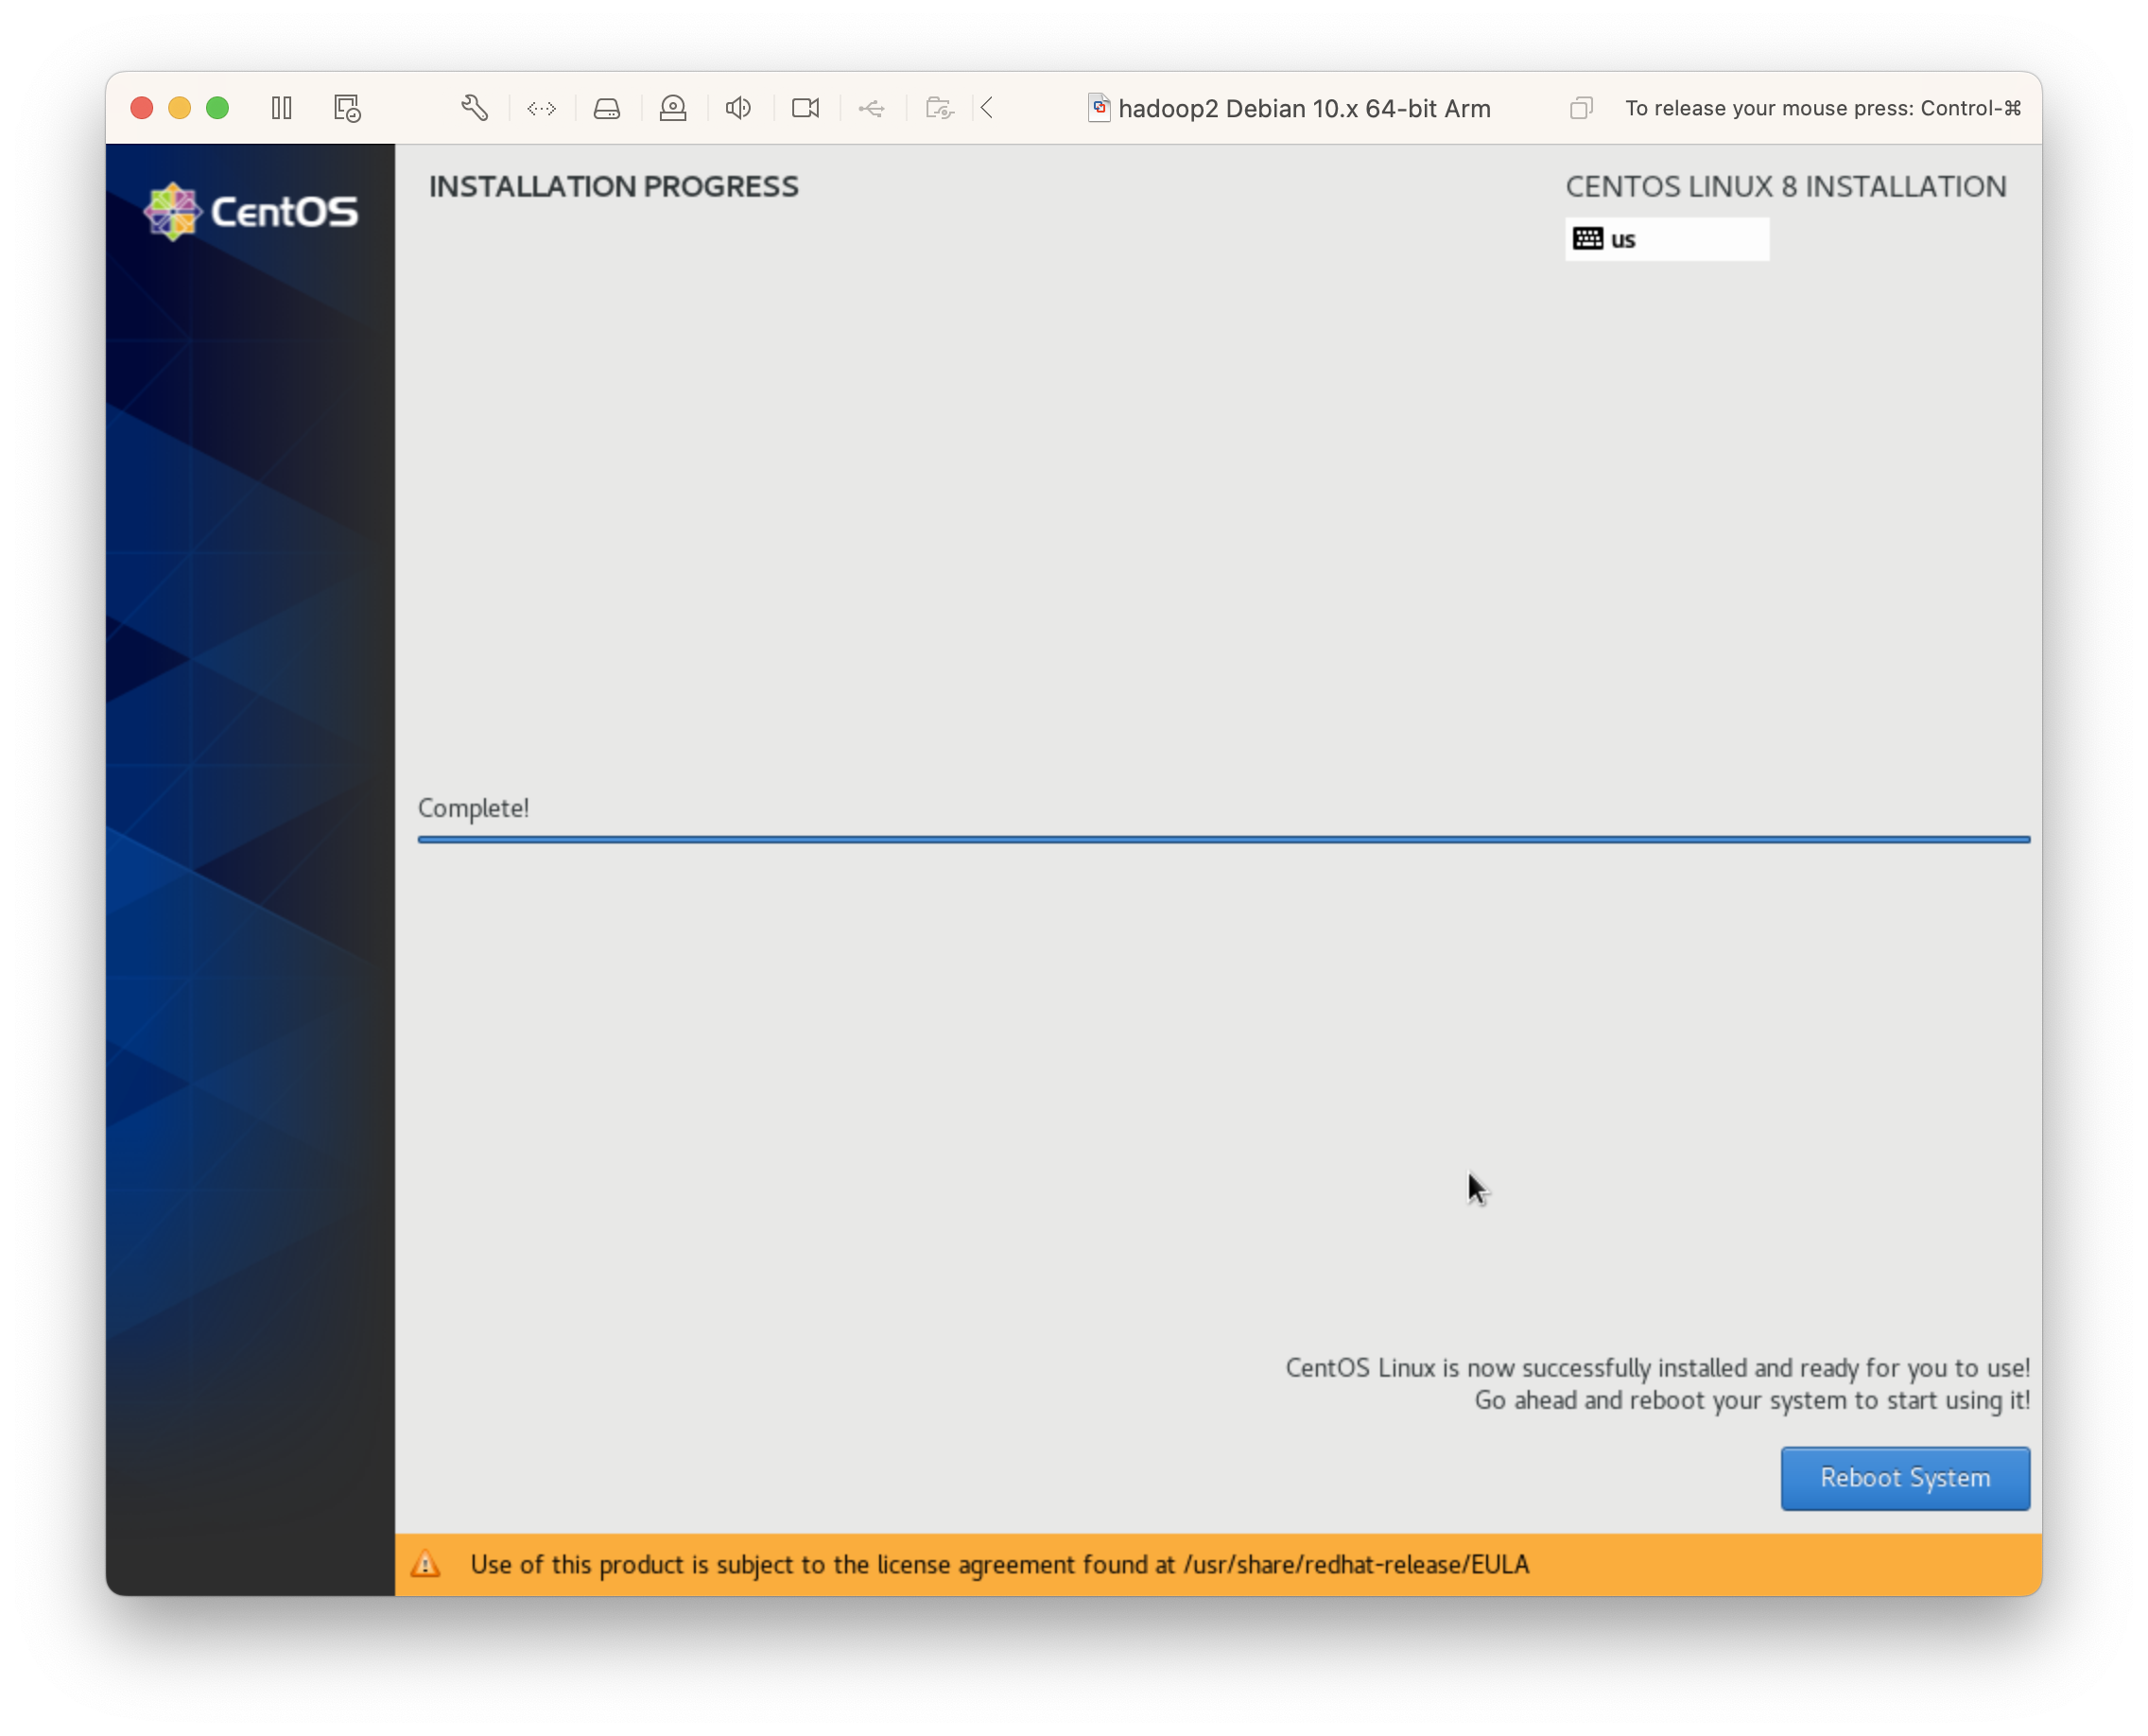 hadoop2 Debian 10.x 64-bit Arm
To release your mouse press: Control-⌘
CentOS
INSTALLATION PROGRESS
CENTOS LINUX 8 INSTALLATION
us
Complete!
CentOS Linux is now successfully installed and ready for you to use!
Go ahead and reboot your system to start using it!
Reboot System
Use of this product is subject to the license agreement found at /usr/share/redhat-release/EULA